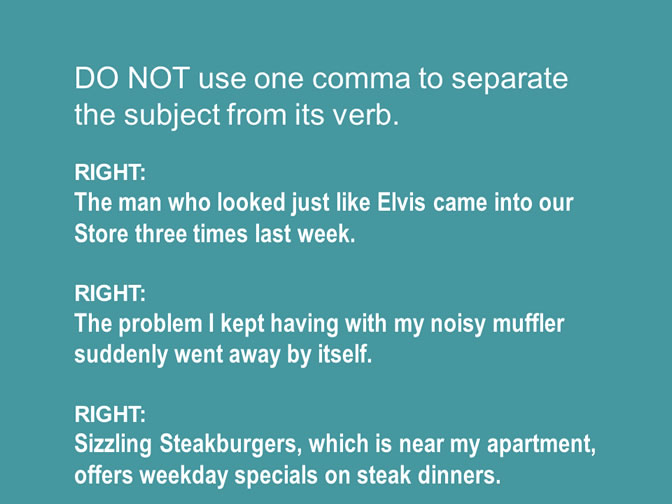 DO NOT use one comma to separate
the subject from its verb.
RIGHT:
The man who looked just like Elvis came into our
Store three times last week.
RIGHT:
The problem I kept having with my noisy muffler
suddenly went away by itself.
RIGHT:
Sizzling Steakburgers, which is near my apartment,
offers weekday specials on steak dinners.